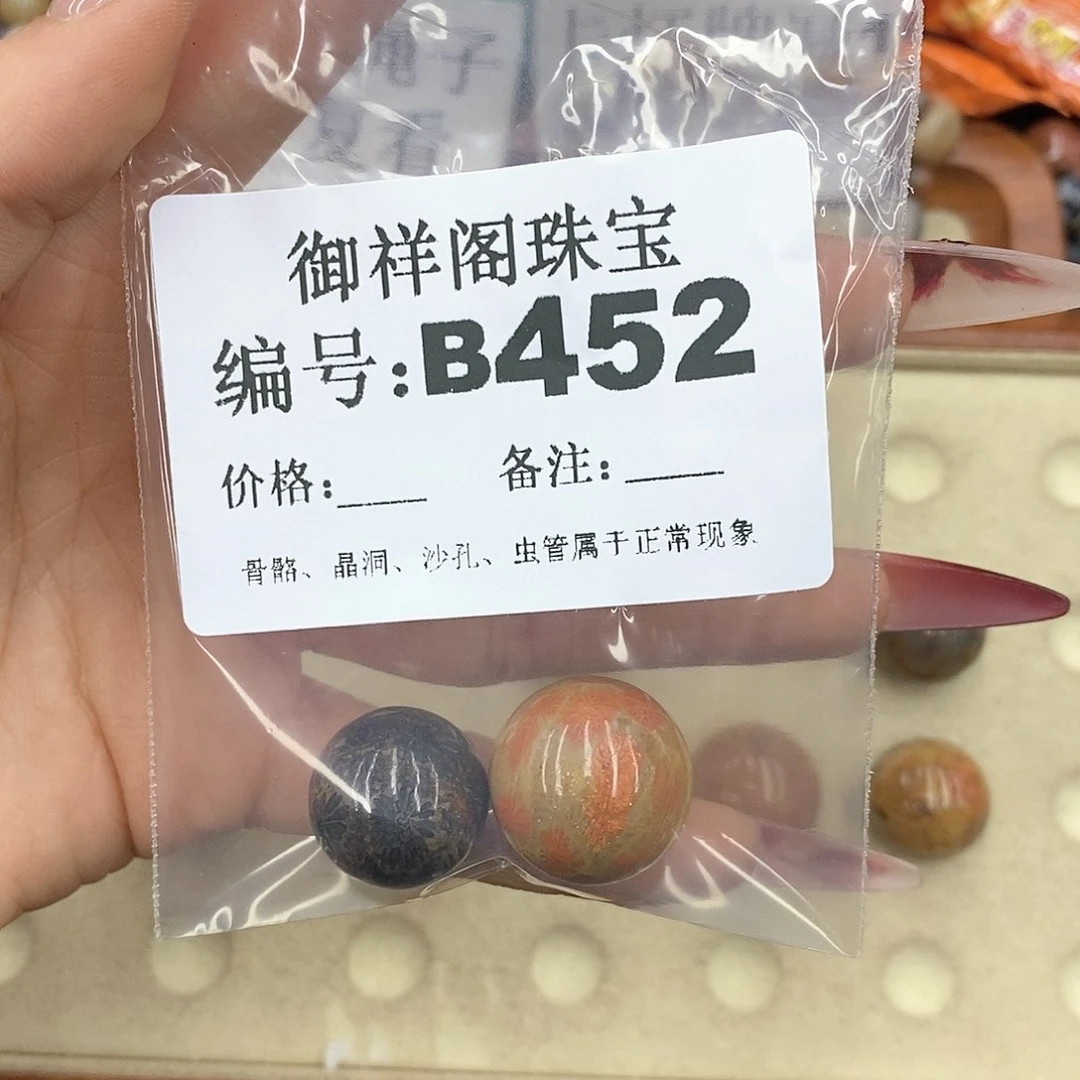 御祥阁珠宝
编号:B452
价格:____ 备注:____
骨骼、晶洞、沙孔、虫管属于正常现象